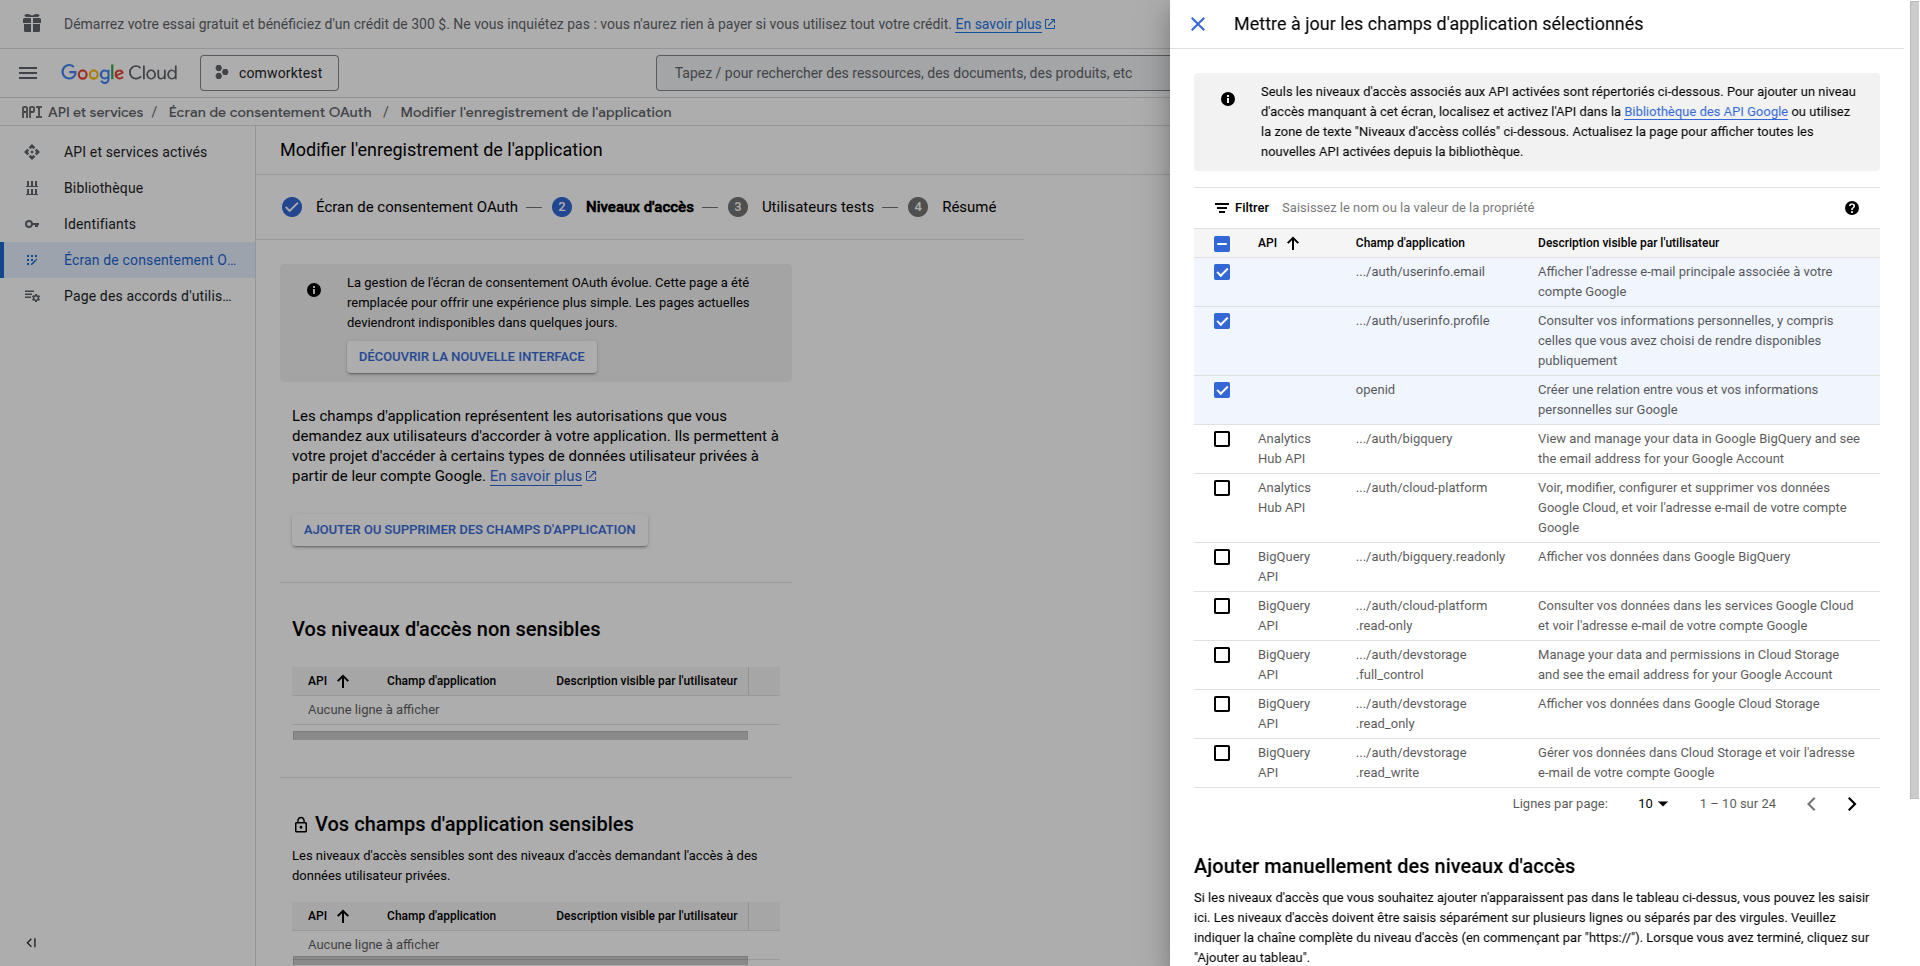 Démarrez votre essai gratuit et bénéficiez d'un crédit de 300 $. Ne vous inquiétez pas : vous n'aurez rien à payer si vous utilisez tout votre crédit. En savoir plus
Google Cloud
comworktest
Tapez / pour rechercher des ressources, des documents, des produits, etc
API API et services / Écran de consentement OAuth / Modifier l'enregistrement de l'application
API et services activés
Bibliothèque
Identifiants
Écran de consentement O...
Page des accords d'utilis...
Modifier l'enregistrement de l'application
Écran de consentement OAuth — 2 Niveaux d'accès — 3 Utilisateurs tests — 4 Résumé
La gestion de l'écran de consentement OAuth évolue. Cette page a été
remplacée pour offrir une expérience plus simple. Les pages actuelles
deviendront indisponibles dans quelques jours.
DÉCOUVRIR LA NOUVELLE INTERFACE
Les champs d'application représentent les autorisations que vous
demandez aux utilisateurs d'accorder à votre application. Ils permettent à
votre projet d'accéder à certains types de données utilisateur privées à
partir de leur compte Google. En savoir plus
AJOUTER OU SUPPRIMER DES CHAMPS D'APPLICATION
Vos niveaux d'accès non sensibles
API Champ d'application Description visible par l'utilisateur
Aucune ligne à afficher
Vos champs d'application sensibles
Les niveaux d'accès sensibles sont des niveaux d'accès demandant l'accès à des
données utilisateur privées.
API Champ d'application Description visible par l'utilisateur
Aucune ligne à afficher
Mettre à jour les champs d'application sélectionnés
Seuls les niveaux d'accès associés aux API activées sont répertoriés ci-dessous. Pour ajouter un niveau
d'accès manquant à cet écran, localisez et activez l'API dans la Bibliothèque des API Google ou utilisez
la zone de texte "Niveaux d'accèss collés" ci-dessous. Actualisez la page pour afficher toutes les
nouvelles API activées depuis la bibliothèque.
Filtrer Saisissez le nom ou la valeur de la propriété
API Champ d'application Description visible par l'utilisateur
.../auth/userinfo.email Afficher l'adresse e-mail principale associée à votre
compte Google
.../auth/userinfo.profile Consulter vos informations personnelles, y compris
celles que vous avez choisi de rendre disponibles
publiquement
openid Créer une relation entre vous et vos informations
personnelles sur Google
Analytics .../auth/bigquery View and manage your data in Google BigQuery and see
Hub API the email address for your Google Account
Analytics .../auth/cloud-platform Voir, modifier, configurer et supprimer vos données
Hub API Google Cloud, et voir l'adresse e-mail de votre compte
Google
BigQuery .../auth/bigquery.readonly Afficher vos données dans Google BigQuery
API
BigQuery .../auth/cloud-platform Consulter vos données dans les services Google Cloud
API .read-only et voir l'adresse e-mail de votre compte Google
BigQuery .../auth/devstorage Manage your data and permissions in Cloud Storage
API .full_control and see the email address for your Google Account
BigQuery .../auth/devstorage Afficher vos données dans Google Cloud Storage
API .read_only
BigQuery .../auth/devstorage Gérer vos données dans Cloud Storage et voir l'adresse
API .read_write e-mail de votre compte Google
Lignes par page: 10 1 – 10 sur 24
Ajouter manuellement des niveaux d'accès
Si les niveaux d'accès que vous souhaitez ajouter n'apparaissent pas dans le tableau ci-dessus, vous pouvez les saisir
ici. Les niveaux d'accès doivent être saisis séparément sur plusieurs lignes ou séparés par des virgules. Veuillez
indiquer la chaîne complète du niveau d'accès (en commençant par "https://"). Lorsque vous avez terminé, cliquez sur
"Ajouter au tableau".